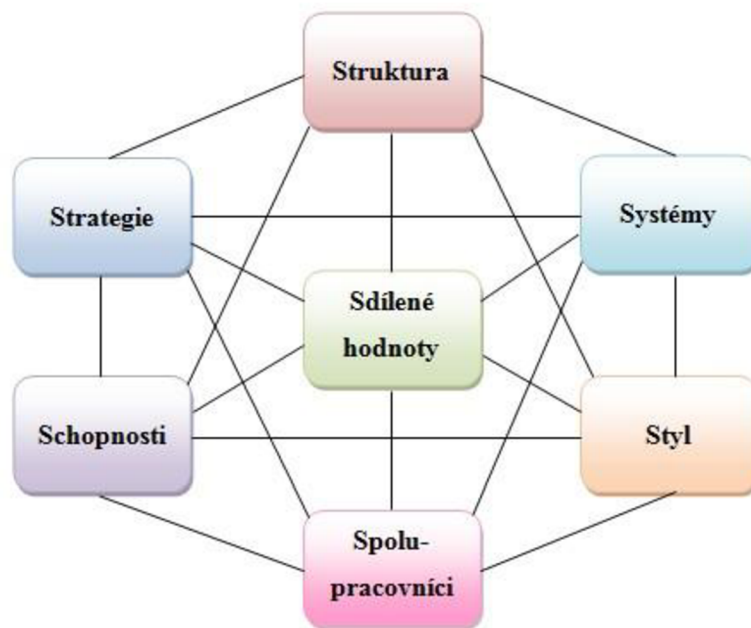 Struktura
Strategie
Systémy
Sdílené
hodnoty
Schopnosti
Styl
Spolu-
pracovníci